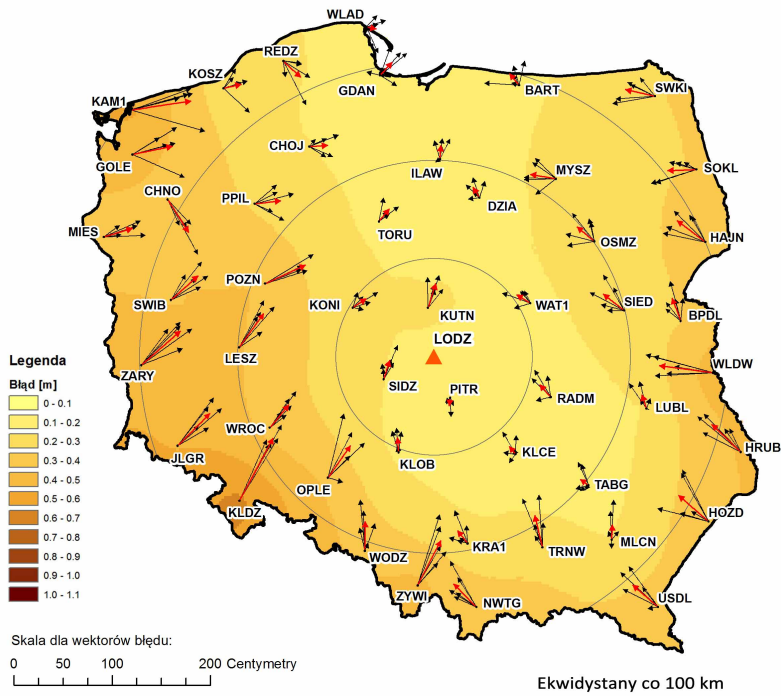 WLAD
REDZ
KOSZ
GDAN
BART
SWKI
KAM1
GOLE
CHOJ
ILAW
MYSZ
SOKL
CHNO
PPIL
DZIA
MIES
TORU
OSMZ
HAJN
POZN
SWIB
KONI
KUTN
WAT1
SIED
BPDL
LODZ
LESZ
ZARY
WLDW
SIDZ
PITR
RADM
LUBL
WROC
JLGR
KLOB
KLCE
HRUB
OPLE
KLDZ
TABG
HOZD
WODZ
KRA1
TRNW
MLCN
ZYWI
NWTG
USDL
Legenda
Błąd [m]
0 - 0.1
0.1 - 0.2
0.2 - 0.3
0.3 - 0.4
0.4 - 0.5
0.5 - 0.6
0.6 - 0.7
0.7 - 0.8
0.8 - 0.9
0.9 - 1.0
1.0 - 1.1
Skala dla wektorów błędu:
0 50 100 200 Centymetry
Ekwidystany co 100 km